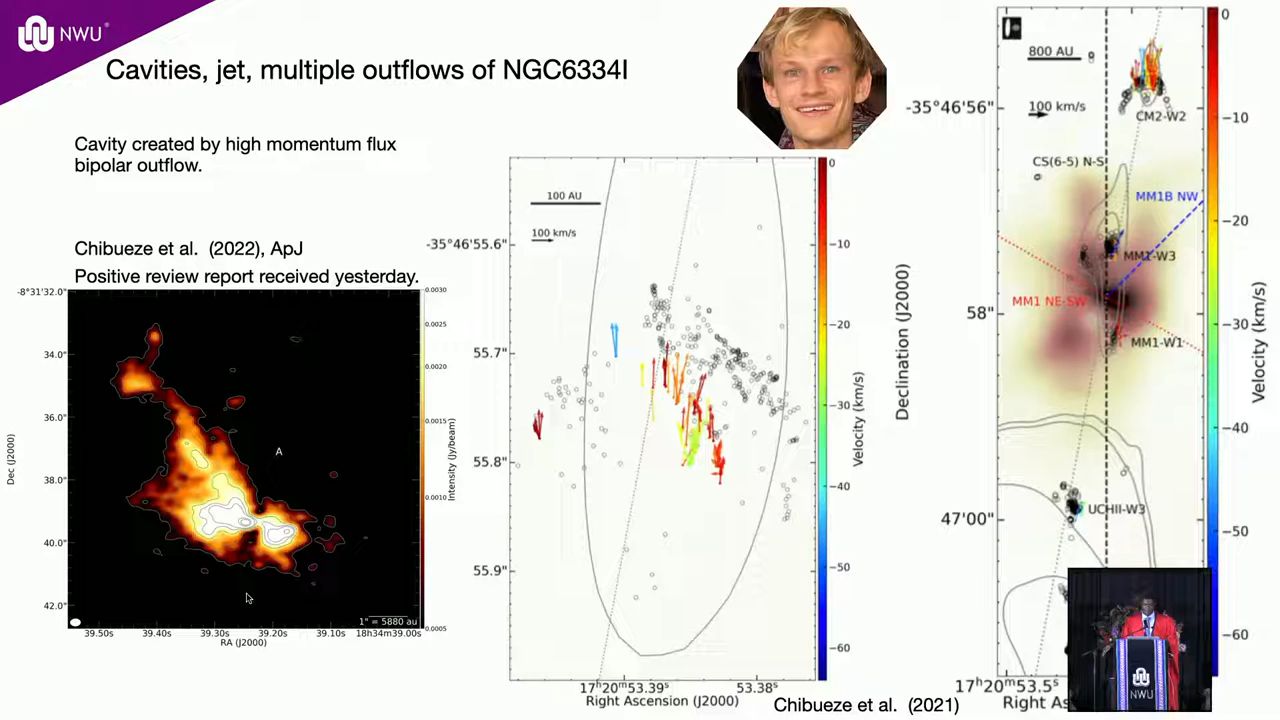 NWU®
Cavities, jet, multiple outflows of NGC6334I
Cavity created by high momentum flux
bipolar outflow.
Chibueze et al. (2022), ApJ
Positive review report received yesterday.
-8°31'32.0"
34.0"
36.0"
38.0"
40.0"
42.0"
Dec (J2000)
A
1" = 5880 au
39.50s
39.40s
39.30s
39.20s
39.10s
18h34m39.00s
RA (J2000)
0.0030
0.0025
0.0020
0.0015
0.0010
0.0005
Intensity (Jy/beam)
100 AU
100 km/s
-35°46'55.6"
55.7"
55.8"
55.9"
17h20m53.39s
53.38s
Right Ascension (J2000)
0
−10
−20
−30
−40
−50
−60
Velocity (km/s)
Chibueze et al. (2021)
Declination (J2000)
800 AU
100 km/s
-35°46'56"
58"
47'00"
CM2-W2
CS(6-5) N-S
MM1B NW
MM1-W3
MM1 NE-SW
MM1-W1
UCHII-W3
17h20m53.5s
Right As
0
−10
−20
−30
−40
−50
−60
Velocity (km/s)
NWU